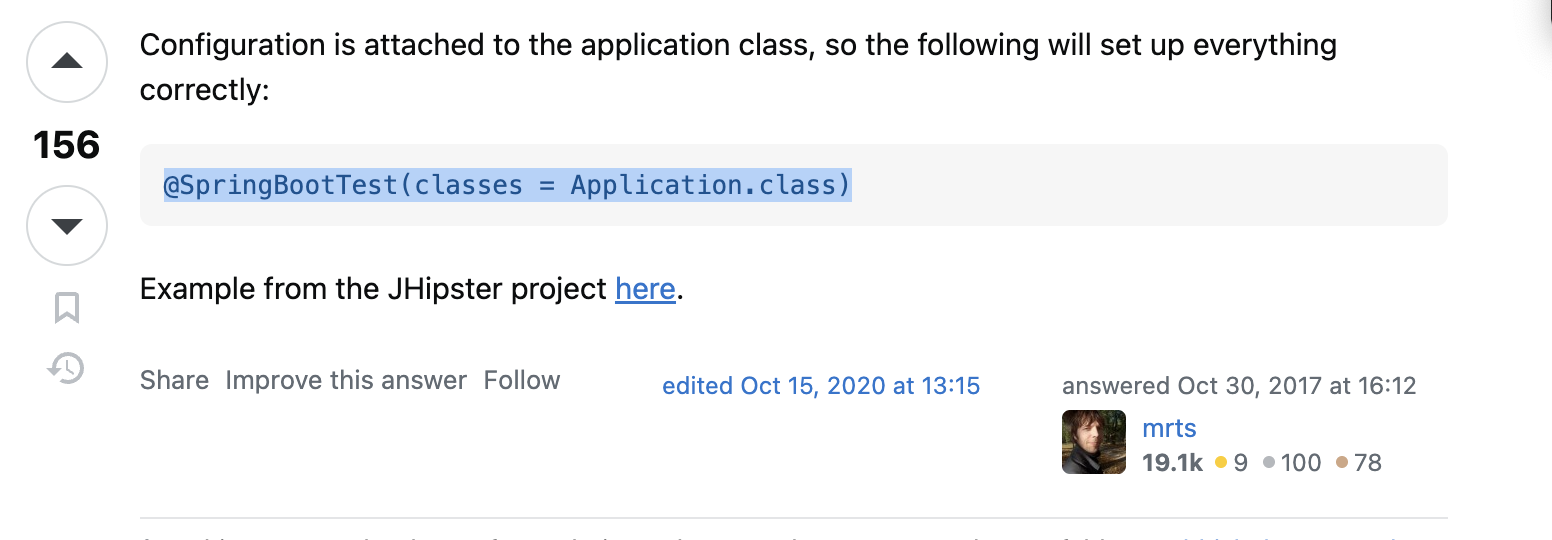 Configuration is attached to the application class, so the following will set up everything
correctly:
156
@SpringBootTest(classes = Application.class)
Example from the JHipster project here.
Share Improve this answer Follow
edited Oct 15, 2020 at 13:15
answered Oct 30, 2017 at 16:12
mrts
19.1k 9 100 78